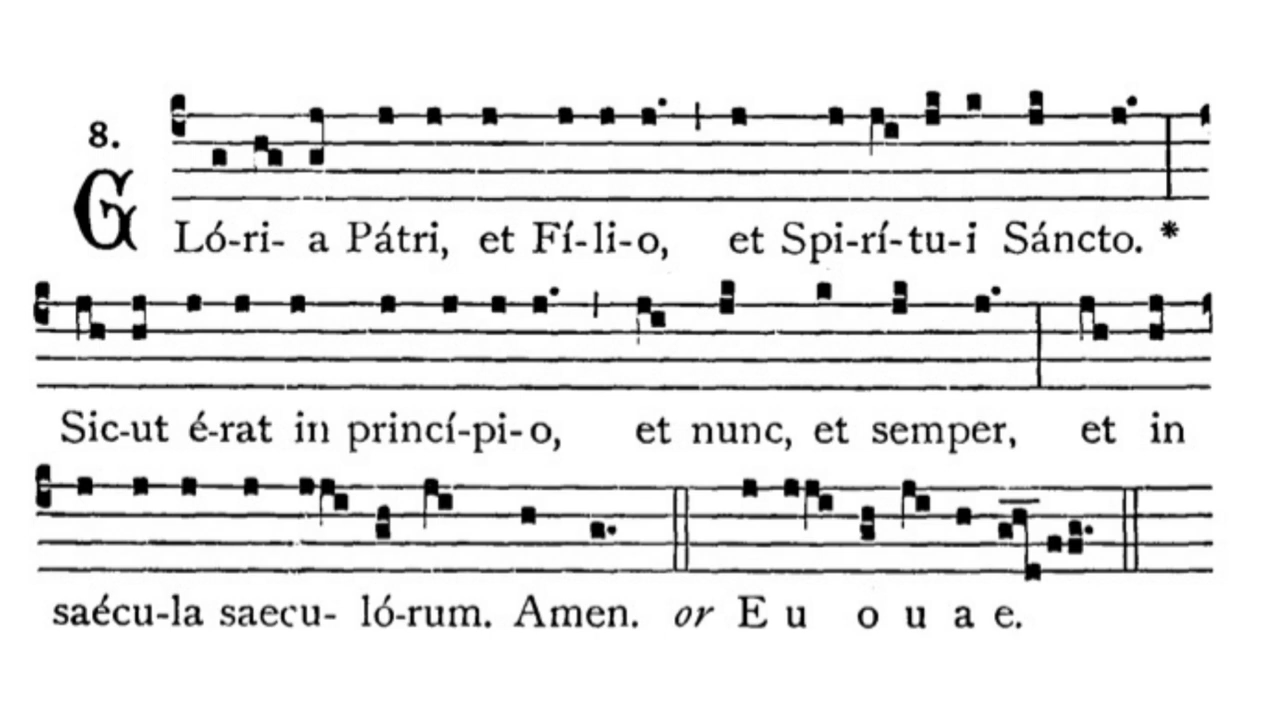 8.
GLó-ri- a Pátri, et Fí-li-o, et Spi-rí-tu-i Sáncto. *
Sic-ut é-rat in princí-pi-o, et nunc, et semper, et in
saécu-la saecu- ló-rum. Amen. or E u o u a e.